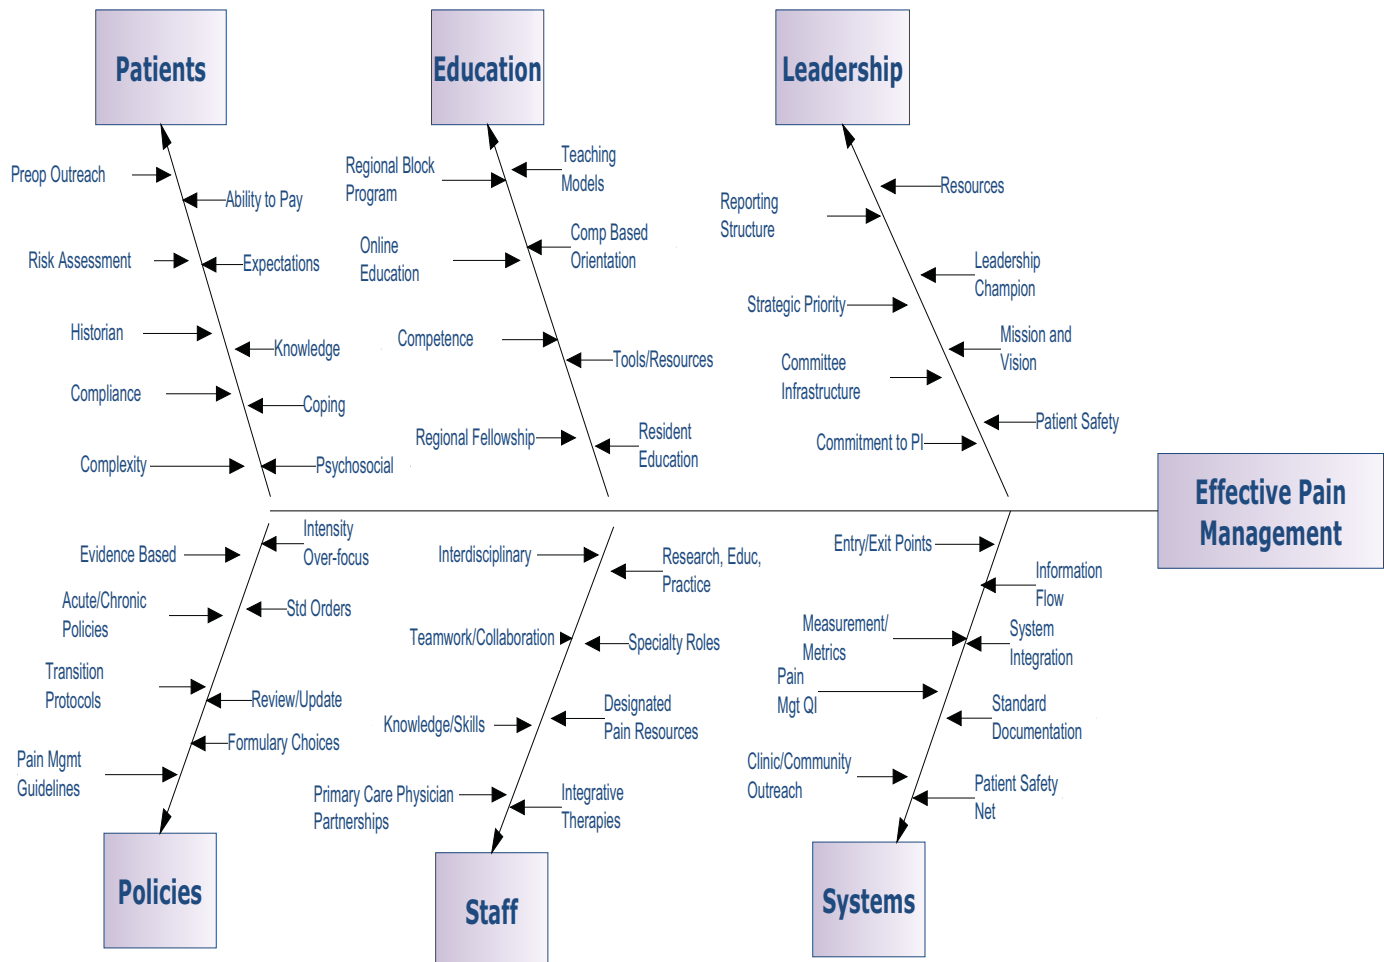 Patients
Education
Leadership
Preop Outreach
Ability to Pay
Risk Assessment
Expectations
Historian
Knowledge
Compliance
Coping
Complexity
Psychosocial
Regional Block
Program
Teaching
Models
Online
Education
Comp Based
Orientation
Competence
Tools/Resources
Regional Fellowship
Resident
Education
Resources
Reporting
Structure
Leadership
Champion
Strategic Priority
Mission and
Vision
Committee
Infrastructure
Patient Safety
Commitment to PI
Effective Pain
Management
Intensity
Over-focus
Evidence Based
Acute/Chronic
Policies
Std Orders
Transition
Protocols
Review/Update
Formulary Choices
Pain Mgmt
Guidelines
Interdisciplinary
Research, Educ,
Practice
Teamwork/Collaboration
Specialty Roles
Designated
Pain Resources
Knowledge/Skills
Primary Care Physician
Partnerships
Integrative
Therapies
Entry/Exit Points
Information
Flow
Measurement/
Metrics
System
Integration
Pain
Mgt QI
Standard
Documentation
Clinic/Community
Outreach
Patient Safety
Net
Policies
Staff
Systems